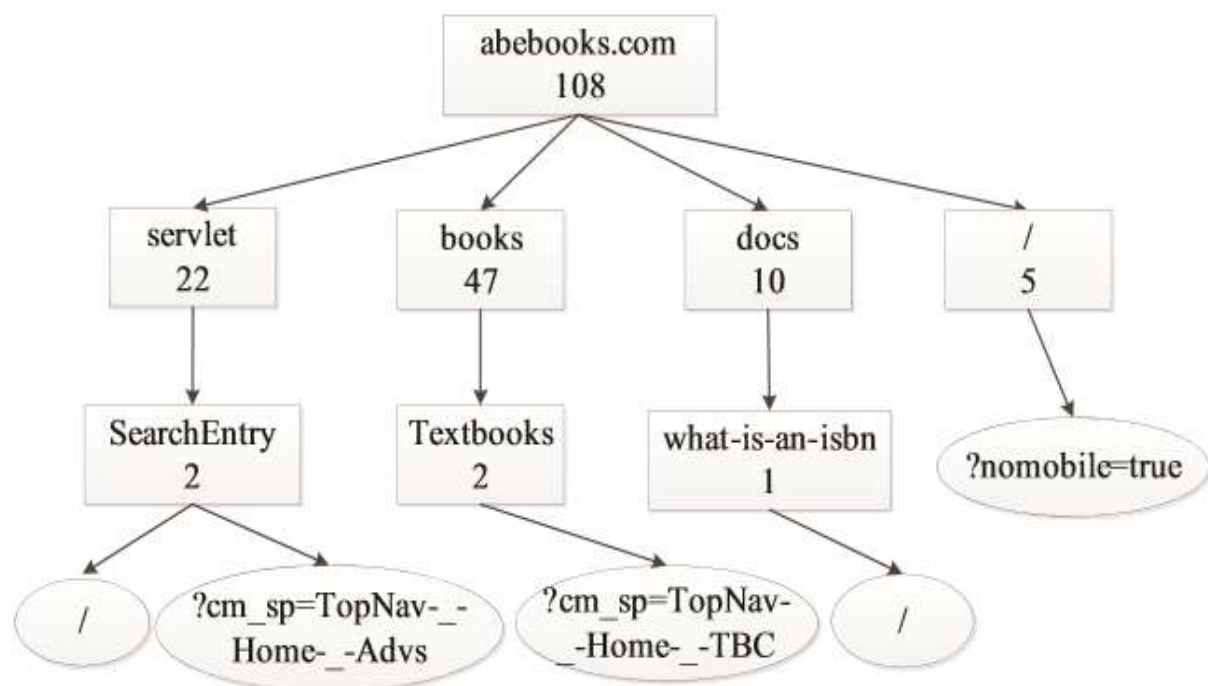 abebooks.com
108
servlet
22
books
47
docs
10
/
5
SearchEntry
2
Textbooks
2
what-is-an-isbn
1
?nomobile=true
/
?cm_sp=TopNav-_-
Home-_-Advs
?cm_sp=TopNav-
_-Home-_-TBC
/